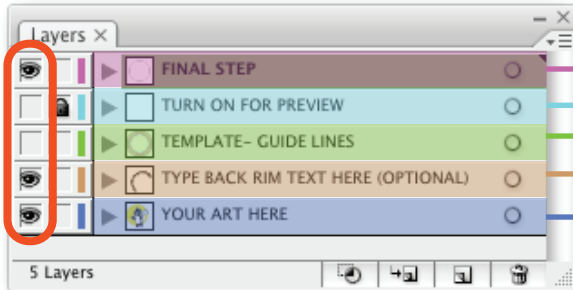 Layers ×
FINAL STEP
TURN ON FOR PREVIEW
TEMPLATE– GUIDE LINES
TYPE BACK RIM TEXT HERE (OPTIONAL)
YOUR ART HERE
5 Layers